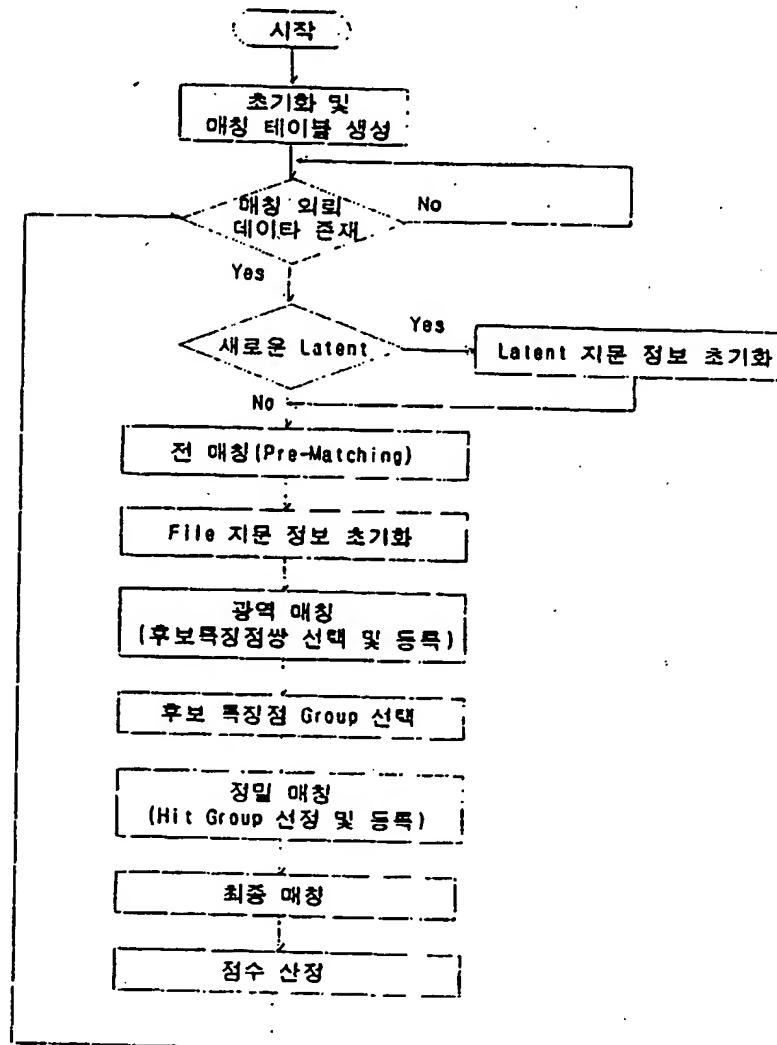 시작
초기화 및
매칭 테이블 생성
매칭 의뢰
데이타 존재
No
Yes
새로운 Latent
Yes
Latent 지문 정보 초기화
No
전 매칭(Pre-Matching)
File 지문 정보 초기화
광역 매칭
(후보특징점쌍 선택 및 등록)
후보 특징점 Group 선택
정밀 매칭
(Hit Group 선정 및 등록)
최종 매칭
점수 산정